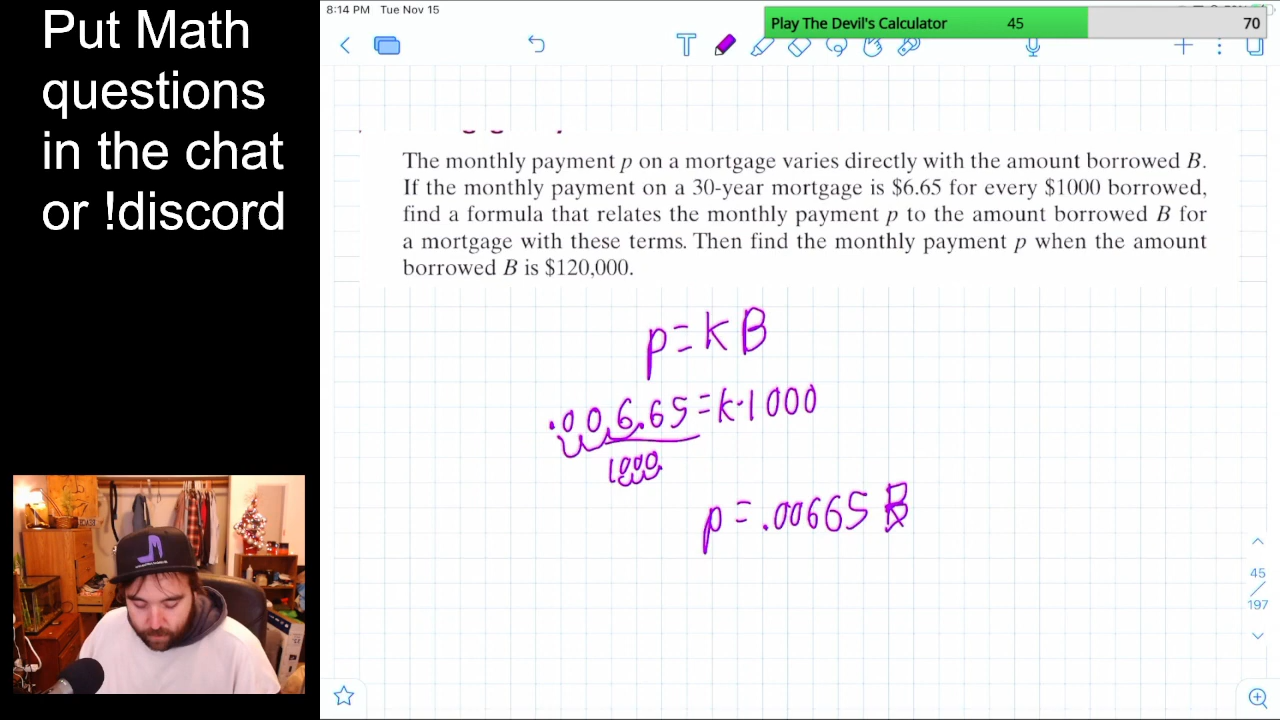 Put Math
questions
in the chat
or !discord
8:14 PM Tue Nov 15
Play The Devil's Calculator 45 70
T
The monthly payment p on a mortgage varies directly with the amount borrowed B.
If the monthly payment on a 30-year mortgage is $6.65 for every $1000 borrowed,
find a formula that relates the monthly payment p to the amount borrowed B for
a mortgage with these terms. Then find the monthly payment p when the amount
borrowed B is $120,000.
p=kB
.006.65=k·1000
1000.
p=.00665 B
45
197